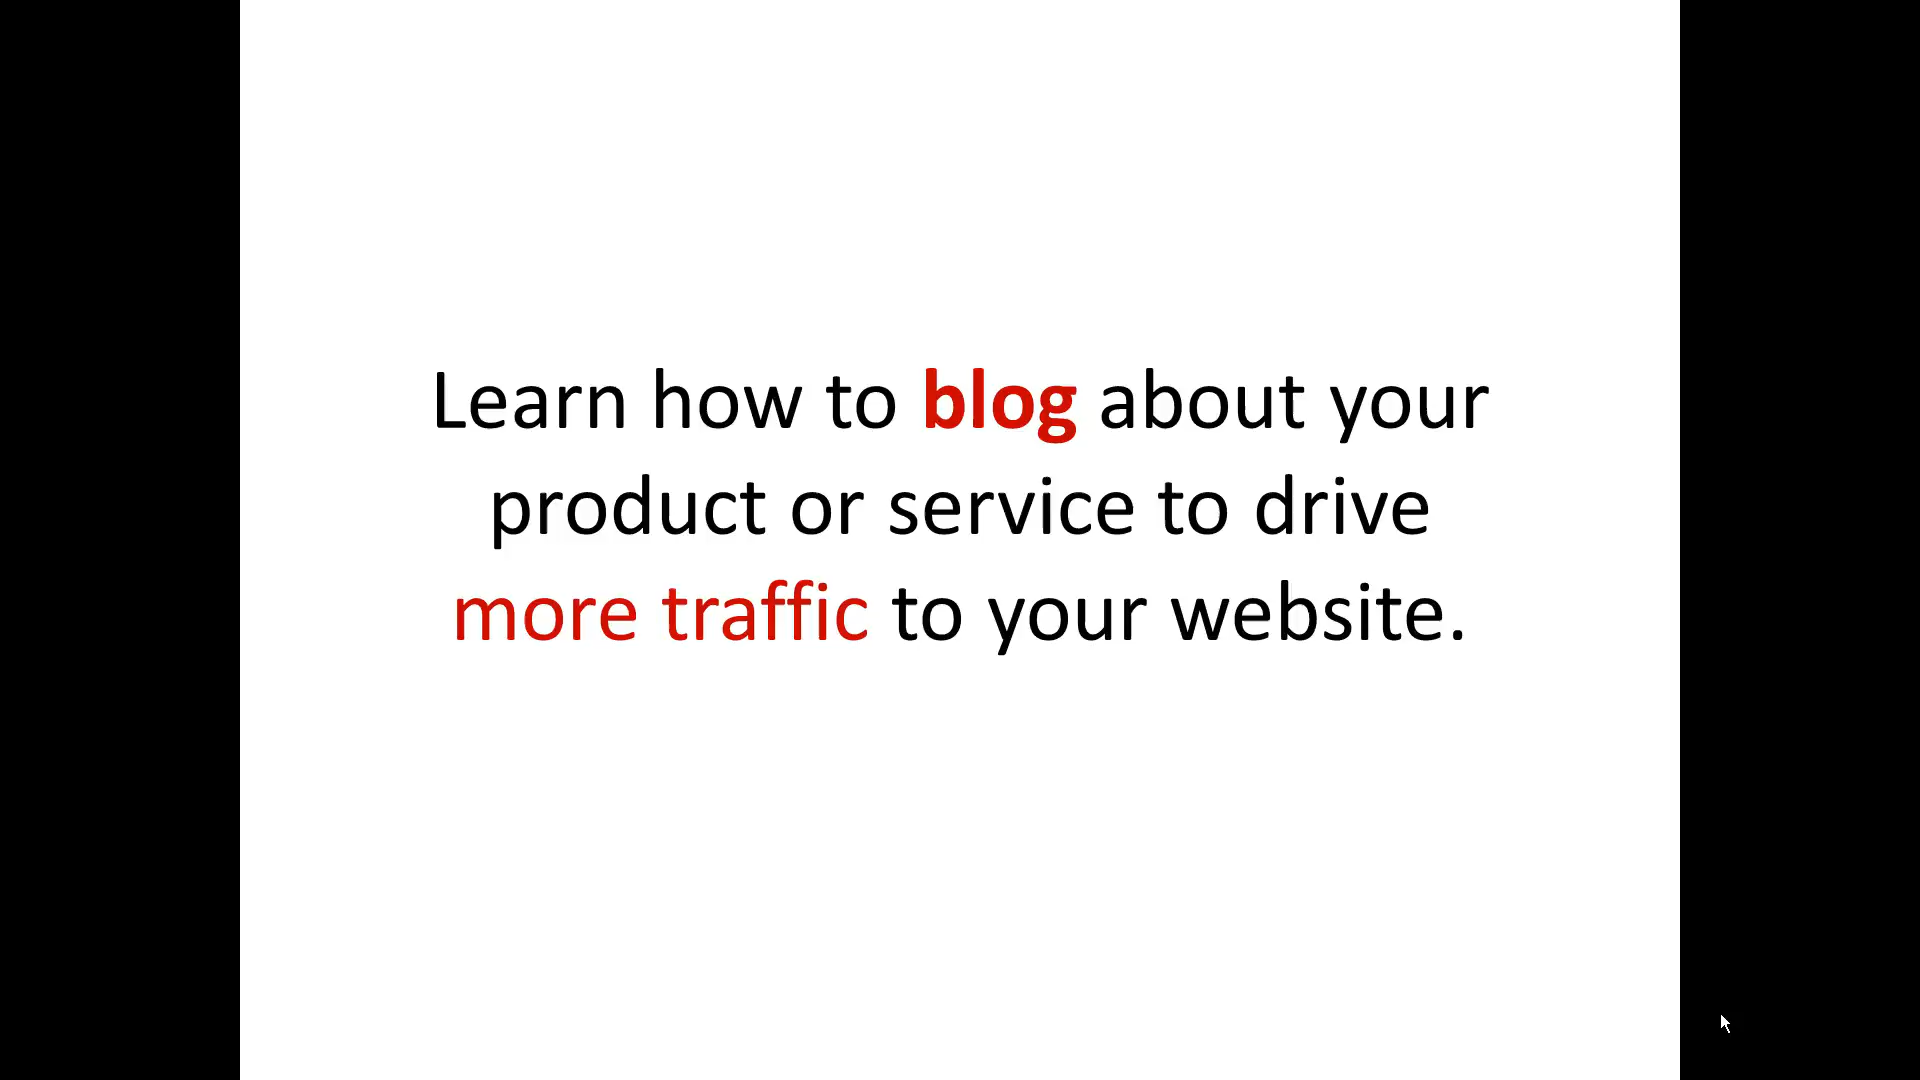 Learn how to blog about your
product or service to drive
more traffic to your website.